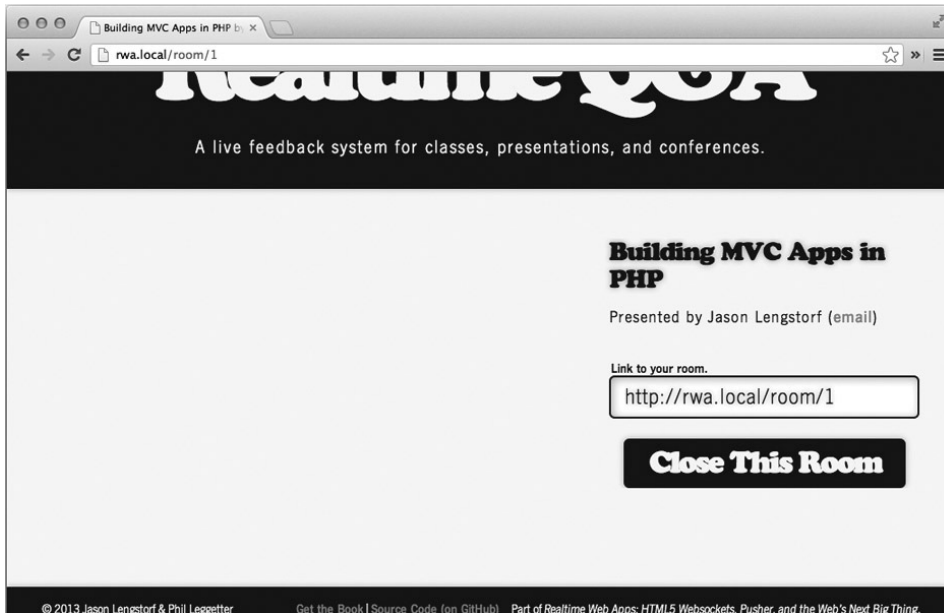 Building MVC Apps in PHP by
rwa.local/room/1
Realtime Q&A
A live feedback system for classes, presentations, and conferences.
Building MVC Apps in
PHP
Presented by Jason Lengstorf (email)
Link to your room.
http://rwa.local/room/1
Close This Room
© 2013 Jason Lengstorf & Phil Leggetter Get the Book | Source Code (on GitHub) Part of Realtime Web Apps: HTML5 Websockets, Pusher, and the Web's Next Big Thing.